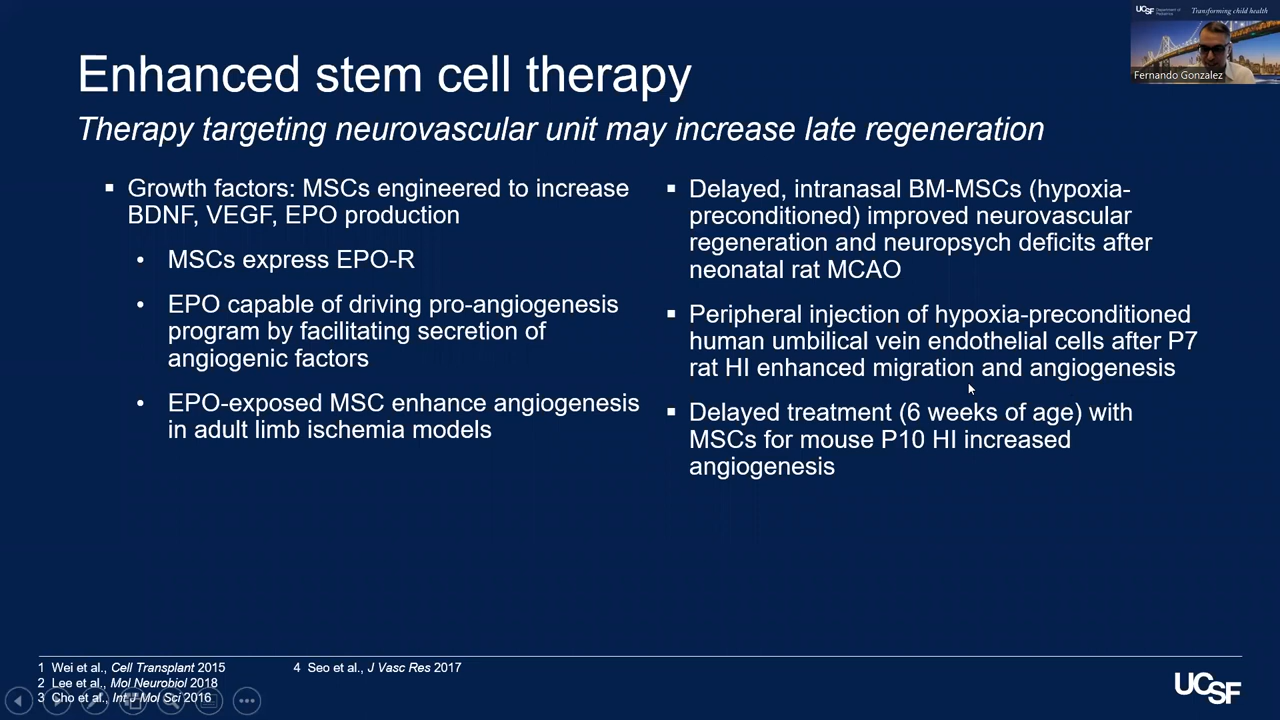 UCSF Department of Pediatrics Transforming child health
Fernando Gonzalez
Enhanced stem cell therapy
Therapy targeting neurovascular unit may increase late regeneration
▪ Growth factors: MSCs engineered to increase
BDNF, VEGF, EPO production
• MSCs express EPO-R
• EPO capable of driving pro-angiogenesis
program by facilitating secretion of
angiogenic factors
• EPO-exposed MSC enhance angiogenesis
in adult limb ischemia models
▪ Delayed, intranasal BM-MSCs (hypoxia-
preconditioned) improved neurovascular
regeneration and neuropsych deficits after
neonatal rat MCAO
▪ Peripheral injection of hypoxia-preconditioned
human umbilical vein endothelial cells after P7
rat HI enhanced migration and angiogenesis
▪ Delayed treatment (6 weeks of age) with
MSCs for mouse P10 HI increased
angiogenesis
1 Wei et al., Cell Transplant 2015
2 Lee et al., Mol Neurobiol 2018
3 Cho et al., Int J Mol Sci 2016
4 Seo et al., J Vasc Res 2017
UCSF